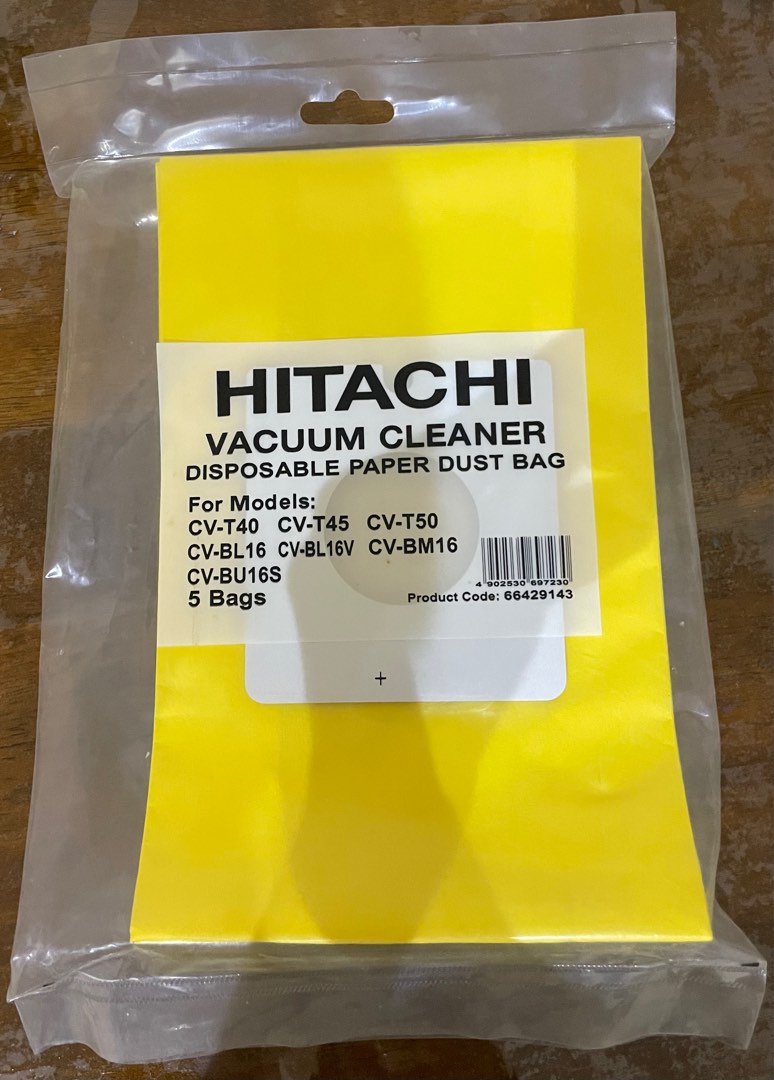 HITACHI
VACUUM CLEANER
DISPOSABLE PAPER DUST BAG
For Models:
CV-T40 CV-T45 CV-T50
CV-BL16 CV-BL16V CV-BM16
CV-BU16S
5 Bags
4 902530 697230
Product Code: 66429143